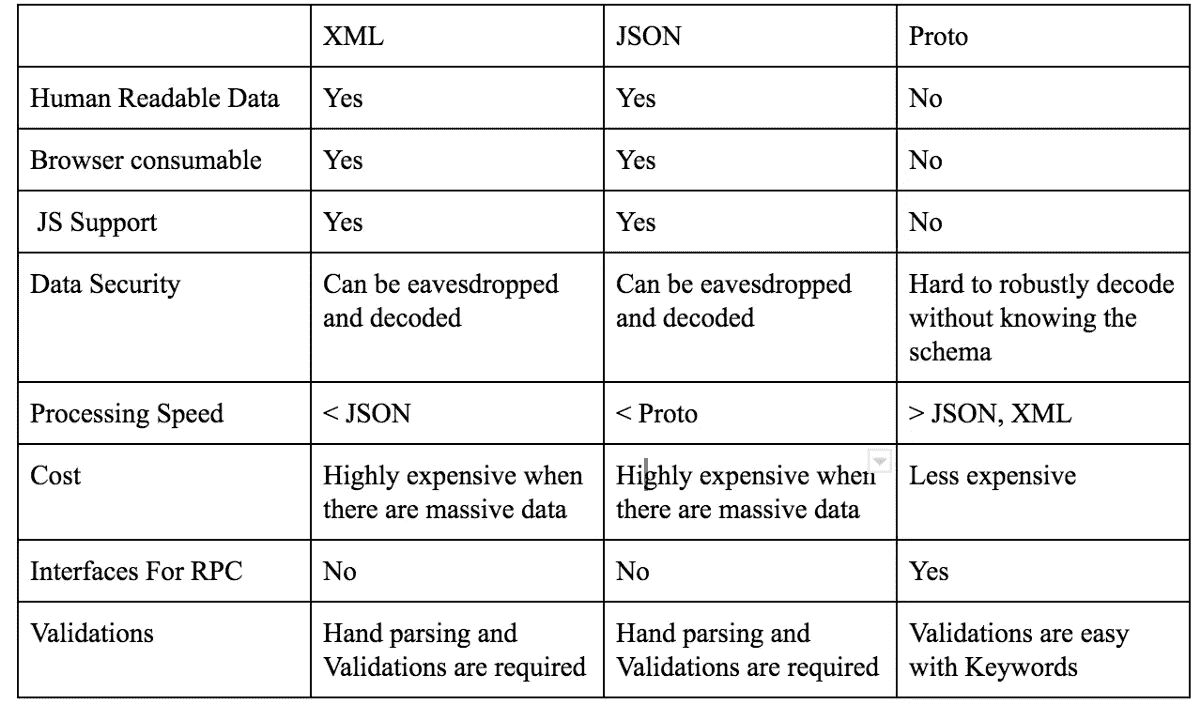 XML JSON Proto
Human Readable Data Yes Yes No
Browser consumable Yes Yes No
JS Support Yes Yes No
Data Security Can be eavesdropped Can be eavesdropped Hard to robustly decode
and decoded and decoded without knowing the
schema
Processing Speed < JSON < Proto > JSON, XML
Cost Highly expensive when Highly expensive when Less expensive
there are massive data there are massive data
Interfaces For RPC No No Yes
Validations Hand parsing and Hand parsing and Validations are easy
Validations are required Validations are required with Keywords